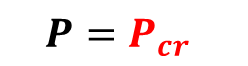 P = P_cr